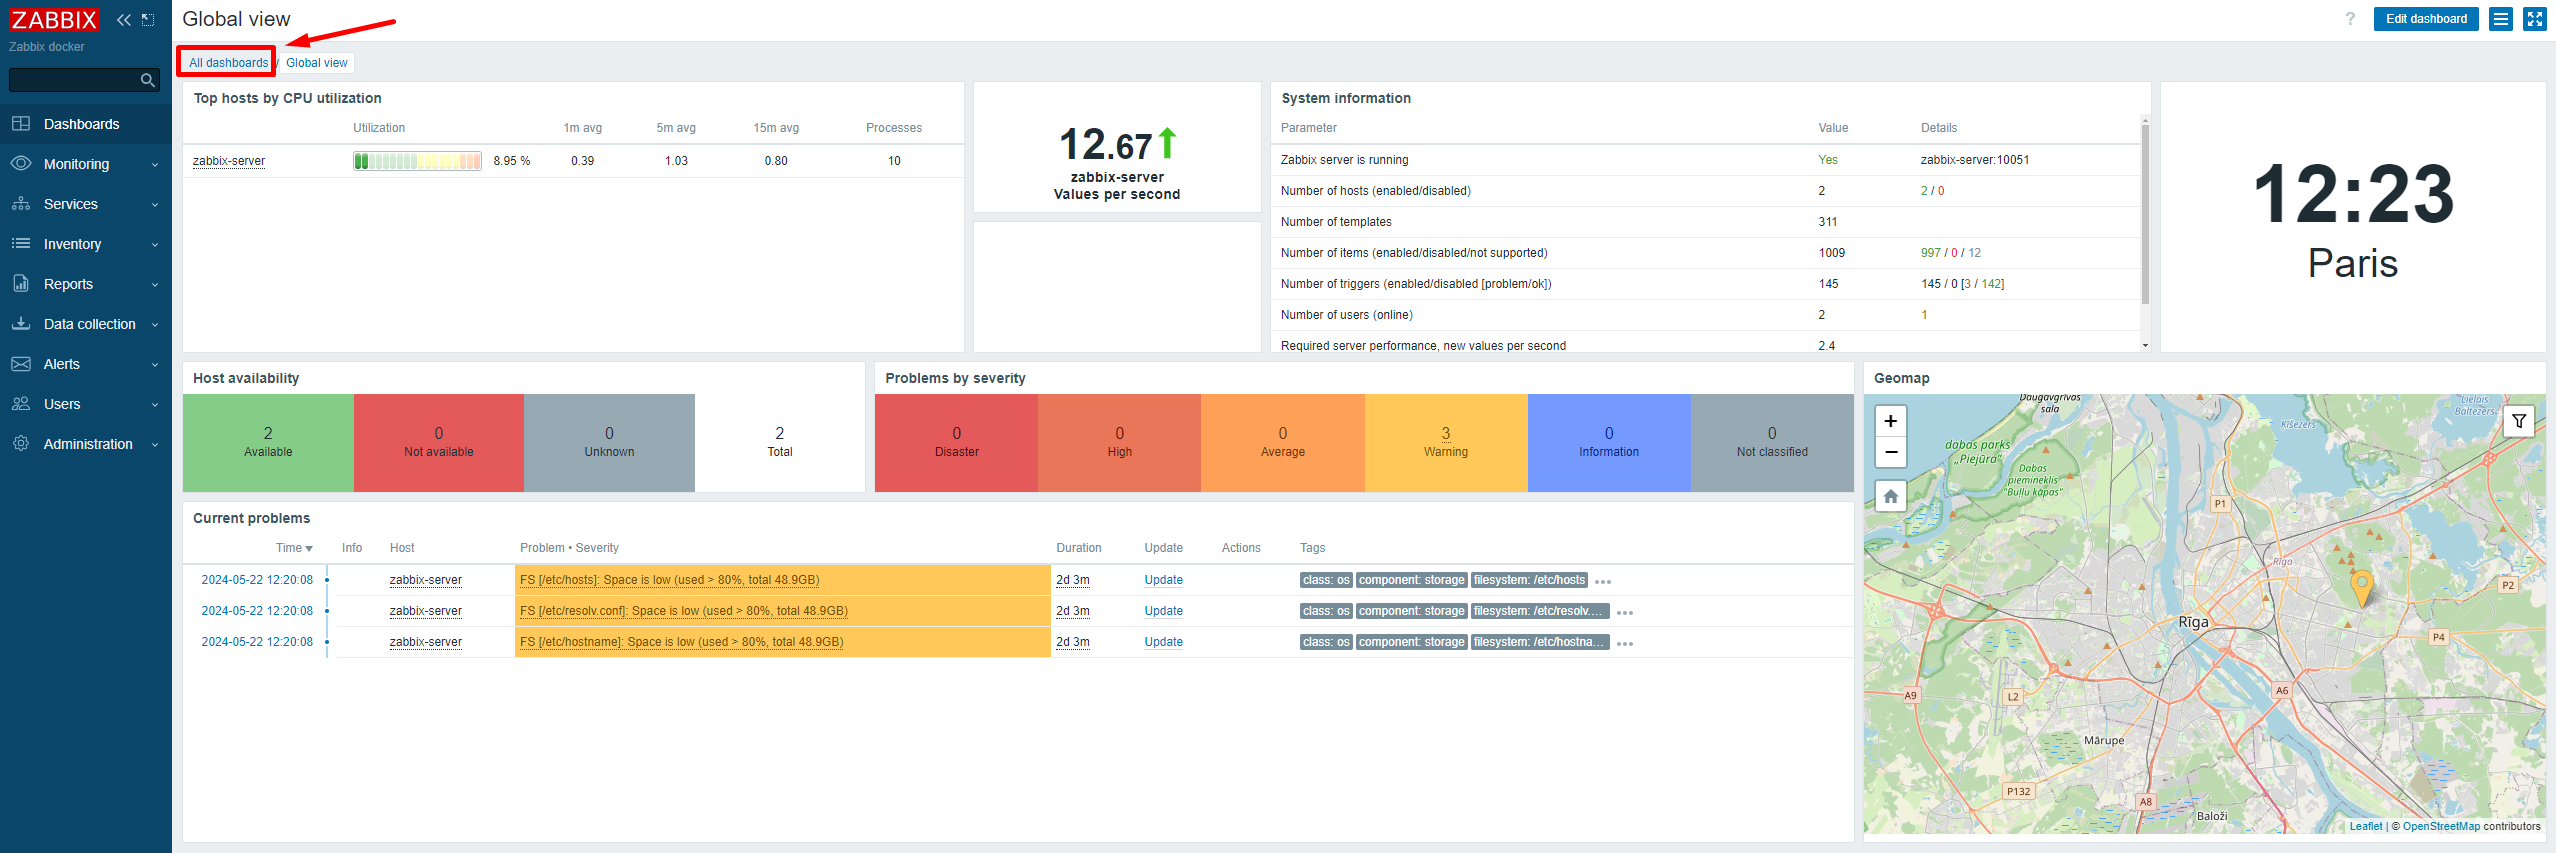 ZABBIX
Zabbix docker
Dashboards
Monitoring
Services
Inventory
Reports
Data collection
Alerts
Users
Administration
Global view
?
Edit dashboard
All dashboards / Global view
Top hosts by CPU utilization
Utilization 1m avg 5m avg 15m avg Processes
zabbix-server 8.95 % 0.39 1.03 0.80 10
12.67
zabbix-server
Values per second
System information
Parameter Value Details
Zabbix server is running Yes zabbix-server:10051
Number of hosts (enabled/disabled) 2 2 / 0
Number of templates 311
Number of items (enabled/disabled/not supported) 1009 997 / 0 / 12
Number of triggers (enabled/disabled [problem/ok]) 145 145 / 0 [3 / 142]
Number of users (online) 2 1
Required server performance, new values per second 2.4
12:23
Paris
Host availability
2 0 0 2
Available Not available Unknown Total
Problems by severity
0 0 0 3 0 0
Disaster High Average Warning Information Not classified
Current problems
Time Info Host Problem • Severity Duration Update Actions Tags
2024-05-22 12:20:08 zabbix-server FS [/etc/hosts]: Space is low (used > 80%, total 48.9GB) 2d 3m Update class: os component: storage filesystem: /etc/hosts
2024-05-22 12:20:08 zabbix-server FS [/etc/resolv.conf]: Space is low (used > 80%, total 48.9GB) 2d 3m Update class: os component: storage filesystem: /etc/resolv....
2024-05-22 12:20:08 zabbix-server FS [/etc/hostname]: Space is low (used > 80%, total 48.9GB) 2d 3m Update class: os component: storage filesystem: /etc/hostna...
Geomap
+
−
Daugavgrīvas
sala
Lielais
Baltezers
Ķīšezers
dabas parks
„Piejūra"
Dabas
piemineklis
"Buļļu kāpas"
P1
Rīga
P2
Rīga
P4
A9
L2
A6
Mārupe
P132
A8
Baloži
Leaflet | © OpenStreetMap contributors